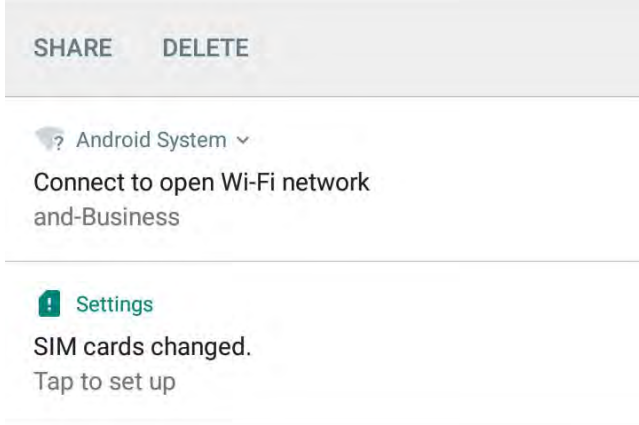 SHARE DELETE
Android System
Connect to open Wi-Fi network
and-Business
Settings
SIM cards changed.
Tap to set up